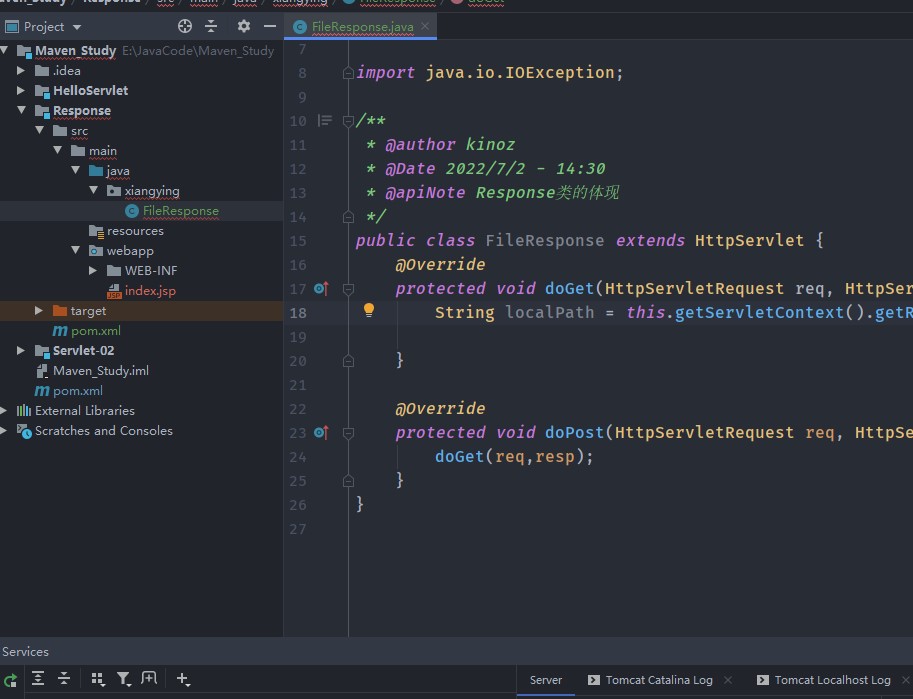 Maven_Study Response src main java xiangying FileResponse doGet
Project
FileResponse.java
Maven_Study E:\JavaCode\Maven_Study
.idea
HelloServlet
Response
src
main
java
xiangying
FileResponse
resources
webapp
WEB-INF
index.jsp
target
pom.xml
Servlet-02
Maven_Study.iml
pom.xml
External Libraries
Scratches and Consoles
7
8 import java.io.IOException;
9
10 /**
11 * @author kinoz
12 * @Date 2022/7/2 - 14:30
13 * @apiNote Response类的体现
14 */
15 public class FileResponse extends HttpServlet {
16 @Override
17 protected void doGet(HttpServletRequest req, HttpSer
18 String localPath = this.getServletContext().getR
19
20 }
21
22 @Override
23 protected void doPost(HttpServletRequest req, HttpSe
24 doGet(req,resp);
25 }
26 }
27
Services
Server Tomcat Catalina Log Tomcat Localhost Log